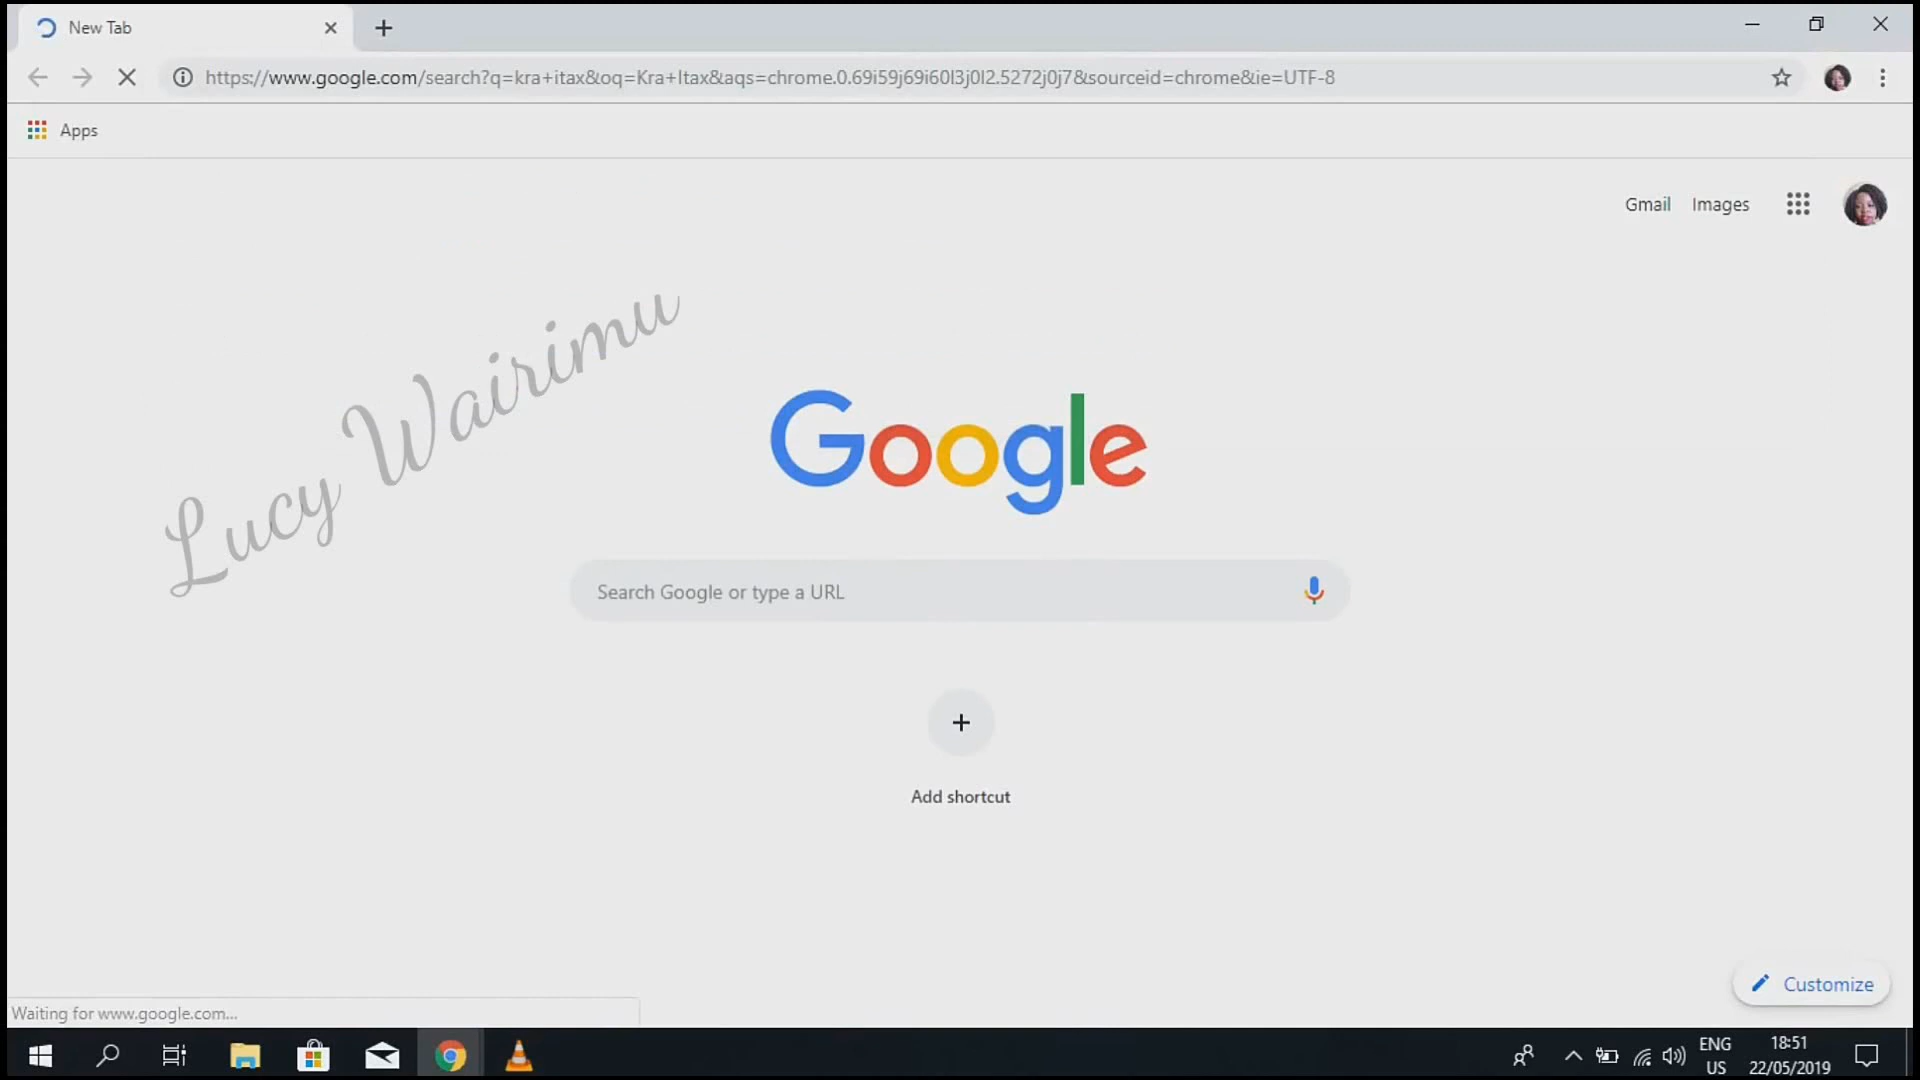 New Tab
https://www.google.com/search?q=kra+itax&oq=Kra+Itax&aqs=chrome.0.69i59j69i60l3j0l2.5272j0j7&sourceid=chrome&ie=UTF-8
Apps
Gmail Images
Lucy Wairimu
Google
Search Google or type a URL
Add shortcut
Customize
Waiting for www.google.com...
ENG
US
18:51
22/05/2019